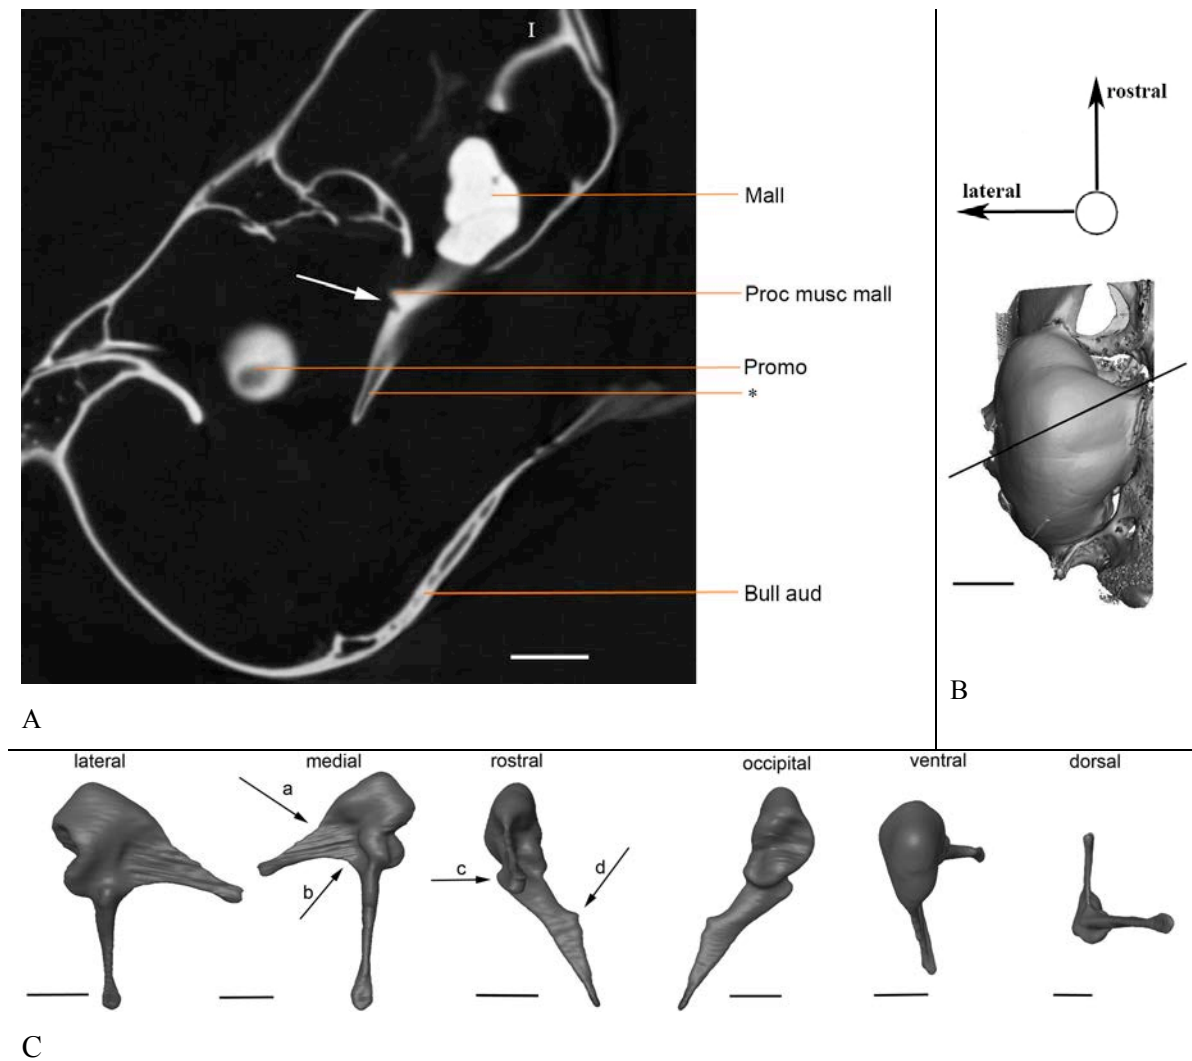 I
Mall
Proc musc mall
Promo
*
Bull aud
A
rostral
lateral
B
lateral
medial
rostral
occipital
ventral
dorsal
a
b
c
d
C